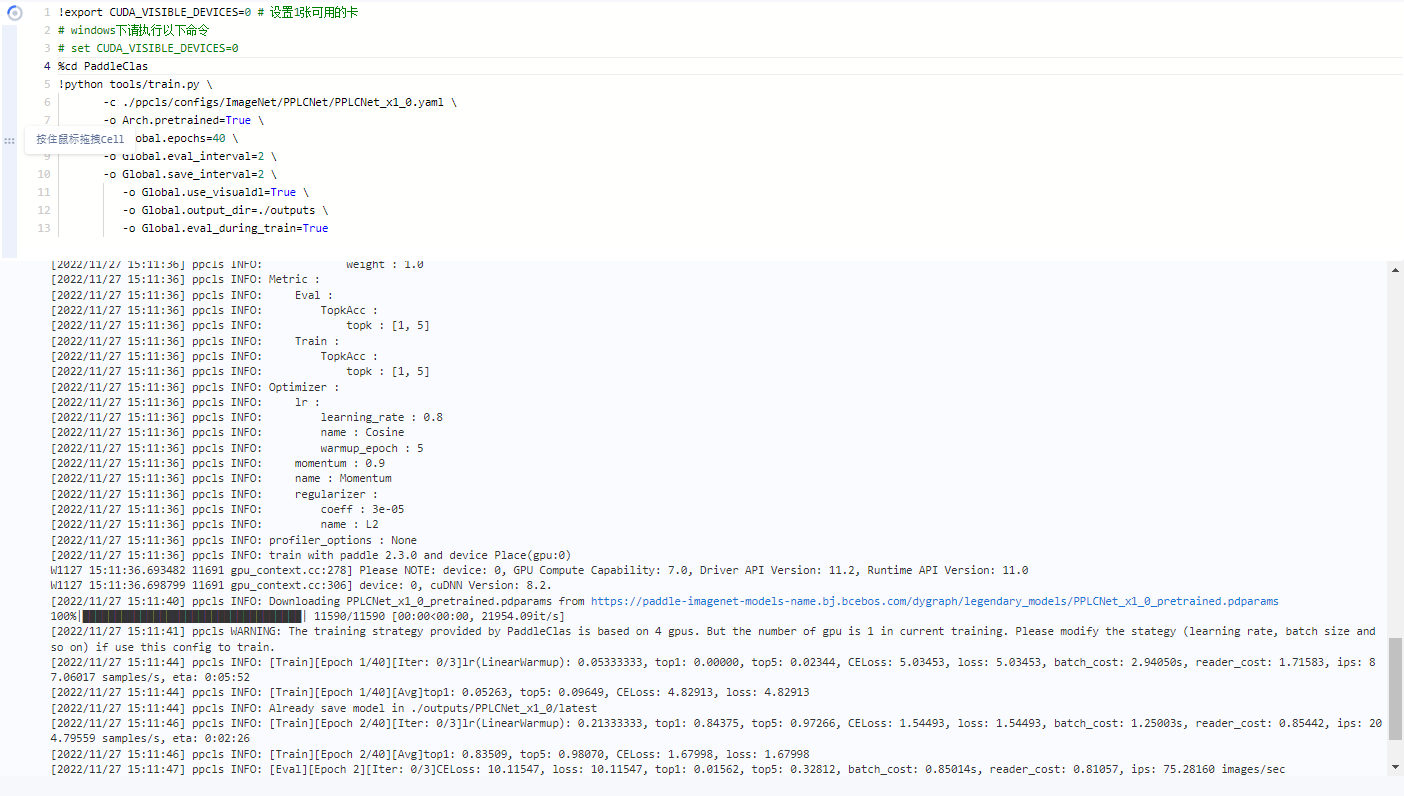 1 !export CUDA_VISIBLE_DEVICES=0 # 设置1张可用的卡
2 # windows下请执行以下命令
3 # set CUDA_VISIBLE_DEVICES=0
4 %cd PaddleClas
5 !python tools/train.py \
6 -c ./ppcls/configs/ImageNet/PPLCNet/PPLCNet_x1_0.yaml \
7 -o Arch.pretrained=True \
按住鼠标拖拽Cell obal.epochs=40 \
9 -o Global.eval_interval=2 \
10 -o Global.save_interval=2 \
11 -o Global.use_visualdl=True \
12 -o Global.output_dir=./outputs \
13 -o Global.eval_during_train=True
[2022/11/27 15:11:36] ppcls INFO: weight : 1.0
[2022/11/27 15:11:36] ppcls INFO: Metric :
[2022/11/27 15:11:36] ppcls INFO: Eval :
[2022/11/27 15:11:36] ppcls INFO: TopkAcc :
[2022/11/27 15:11:36] ppcls INFO: topk : [1, 5]
[2022/11/27 15:11:36] ppcls INFO: Train :
[2022/11/27 15:11:36] ppcls INFO: TopkAcc :
[2022/11/27 15:11:36] ppcls INFO: topk : [1, 5]
[2022/11/27 15:11:36] ppcls INFO: Optimizer :
[2022/11/27 15:11:36] ppcls INFO: lr :
[2022/11/27 15:11:36] ppcls INFO: learning_rate : 0.8
[2022/11/27 15:11:36] ppcls INFO: name : Cosine
[2022/11/27 15:11:36] ppcls INFO: warmup_epoch : 5
[2022/11/27 15:11:36] ppcls INFO: momentum : 0.9
[2022/11/27 15:11:36] ppcls INFO: name : Momentum
[2022/11/27 15:11:36] ppcls INFO: regularizer :
[2022/11/27 15:11:36] ppcls INFO: coeff : 3e-05
[2022/11/27 15:11:36] ppcls INFO: name : L2
[2022/11/27 15:11:36] ppcls INFO: profiler_options : None
[2022/11/27 15:11:36] ppcls INFO: train with paddle 2.3.0 and device Place(gpu:0)
W1127 15:11:36.693482 11691 gpu_context.cc:278] Please NOTE: device: 0, GPU Compute Capability: 7.0, Driver API Version: 11.2, Runtime API Version: 11.0
W1127 15:11:36.698799 11691 gpu_context.cc:306] device: 0, cuDNN Version: 8.2.
[2022/11/27 15:11:40] ppcls INFO: Downloading PPLCNet_x1_0_pretrained.pdparams from https://paddle-imagenet-models-name.bj.bcebos.com/dygraph/legendary_models/PPLCNet_x1_0_pretrained.pdparams
100%|██████████████████████████████████| 11590/11590 [00:00<00:00, 21954.09it/s]
[2022/11/27 15:11:41] ppcls WARNING: The training strategy provided by PaddleClas is based on 4 gpus. But the number of gpu is 1 in current training. Please modify the stategy (learning rate, batch size and
so on) if use this config to train.
[2022/11/27 15:11:44] ppcls INFO: [Train][Epoch 1/40][Iter: 0/3]lr(LinearWarmup): 0.05333333, top1: 0.00000, top5: 0.02344, CELoss: 5.03453, loss: 5.03453, batch_cost: 2.94050s, reader_cost: 1.71583, ips: 8
7.06017 samples/s, eta: 0:05:52
[2022/11/27 15:11:44] ppcls INFO: [Train][Epoch 1/40][Avg]top1: 0.05263, top5: 0.09649, CELoss: 4.82913, loss: 4.82913
[2022/11/27 15:11:44] ppcls INFO: Already save model in ./outputs/PPLCNet_x1_0/latest
[2022/11/27 15:11:46] ppcls INFO: [Train][Epoch 2/40][Iter: 0/3]lr(LinearWarmup): 0.21333333, top1: 0.84375, top5: 0.97266, CELoss: 1.54493, loss: 1.54493, batch_cost: 1.25003s, reader_cost: 0.85442, ips: 20
4.79559 samples/s, eta: 0:02:26
[2022/11/27 15:11:46] ppcls INFO: [Train][Epoch 2/40][Avg]top1: 0.83509, top5: 0.98070, CELoss: 1.67998, loss: 1.67998
[2022/11/27 15:11:47] ppcls INFO: [Eval][Epoch 2][Iter: 0/3]CELoss: 10.11547, loss: 10.11547, top1: 0.01562, top5: 0.32812, batch_cost: 0.85014s, reader_cost: 0.81057, ips: 75.28160 images/sec